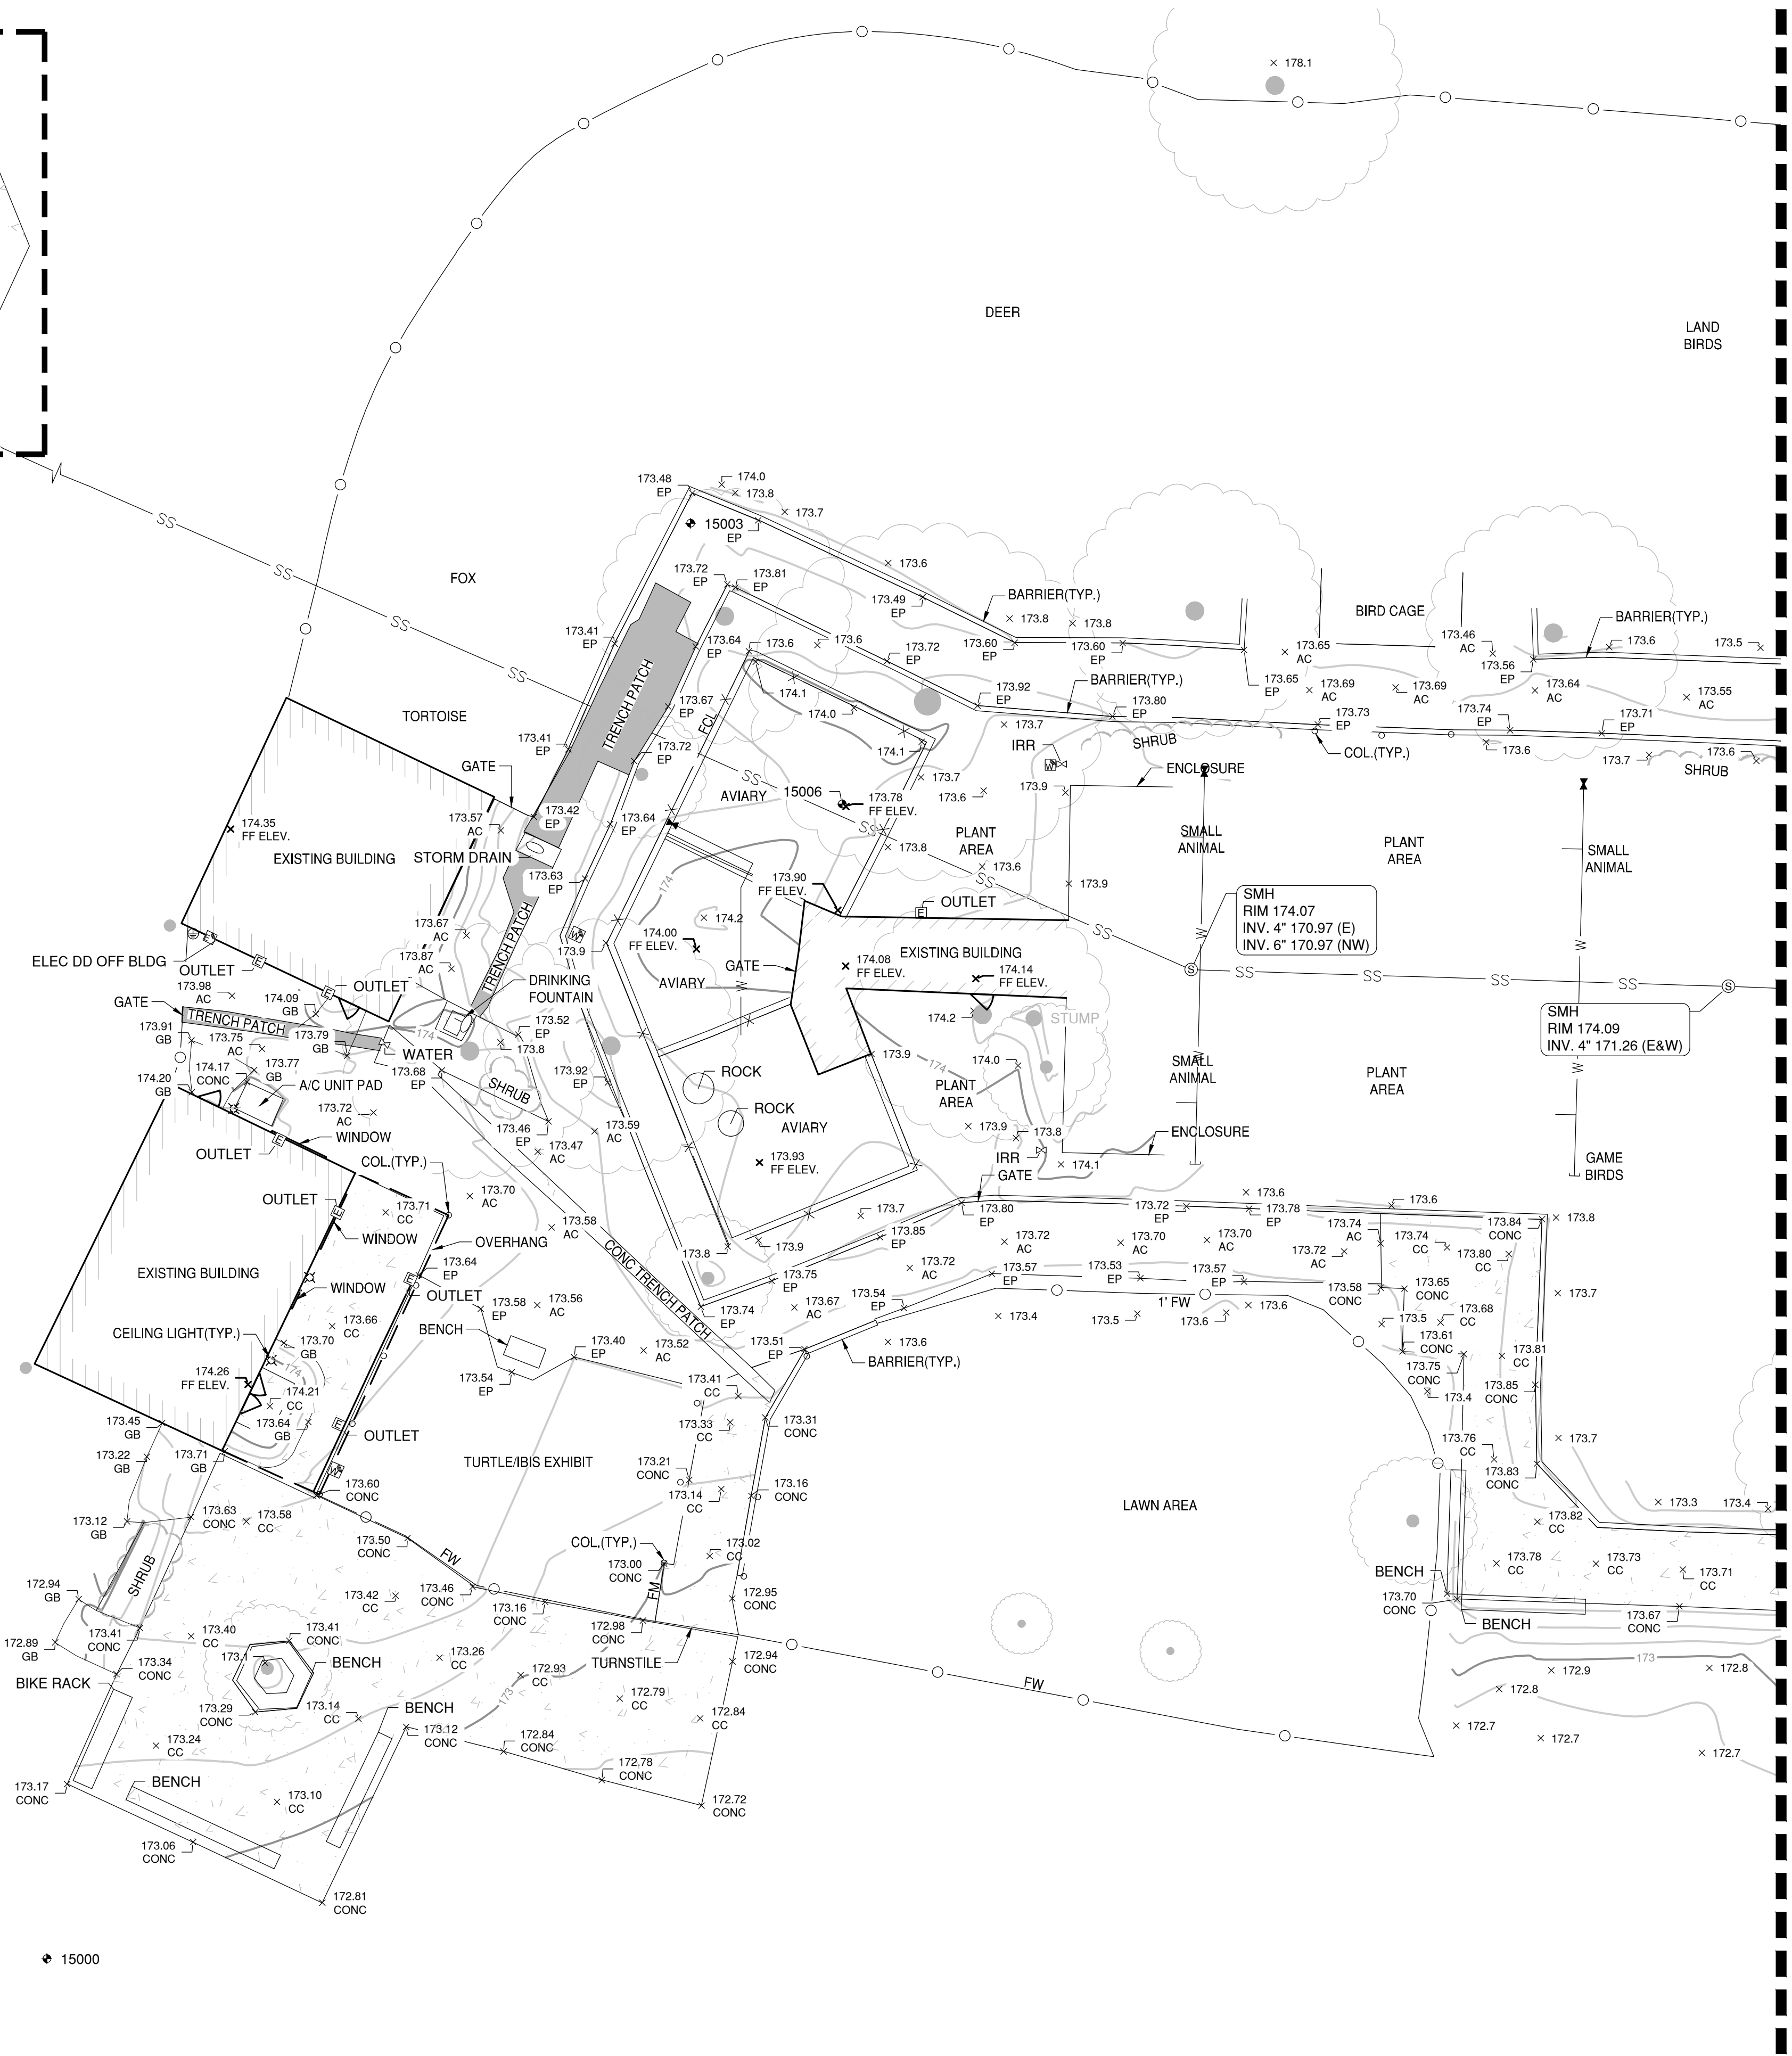 178.1
DEER
LAND
BIRDS
SS
SS
SS
SS
173.48
EP
174.0
173.8
173.7
15003
EP
FOX
173.6
173.72
EP
173.81
EP
173.49
EP
BARRIER(TYP.)
173.8
173.8
BIRD CAGE
BARRIER(TYP.)
173.41
EP
173.64
EP
173.6
173.6
173.72
EP
173.60
EP
173.60
EP
173.65
AC
173.46
AC
173.6
173.5
173.56
EP
TRENCH PATCH
173.67
EP
FCL
174.1
174.0
173.92
EP
BARRIER(TYP.)
173.80
EP
173.65
EP
173.69
AC
173.69
AC
173.64
AC
173.55
AC
TORTOISE
173.41
EP
173.72
EP
174.1
173.7
IRR
W
SHRUB
173.73
EP
COL.(TYP.)
173.74
EP
173.71
EP
173.6
173.7
173.6
SHRUB
GATE
SS
AVIARY
15006
173.78
FF ELEV.
173.7
173.6
173.9
ENCLOSURE
174.35
FF ELEV.
173.57
AC
173.42
EP
173.64
EP
SS
173.8
PLANT
AREA
SMALL
ANIMAL
PLANT
AREA
SMALL
ANIMAL
EXISTING BUILDING
STORM DRAIN
173.63
EP
174
173.90
FF ELEV.
173.6
SS
173.9
E
OUTLET
SMH
RIM 174.07
INV. 4" 170.97 (E)
INV. 6" 170.97 (NW)
173.67
AC
TRENCH PATCH
W
174.2
174.00
FF ELEV.
SS
W
W
EXISTING BUILDING
ELEC DD OFF BLDG
E
OUTLET
E
173.87
AC
173.9
GATE
174.08
FF ELEV.
174.14
FF ELEV.
S
SS
SS
SS
SS
S
173.98
AC
174.09
GB
OUTLET
E
DRINKING
FOUNTAIN
AVIARY
W
GATE
TRENCH PATCH
174
173.52
EP
174.2
STUMP
SMH
RIM 174.09
INV. 4" 171.26 (E&W)
173.91
GB
173.75
AC
173.79
GB
WATER
173.8
173.9
174
174.0
SMALL
ANIMAL
W
W
174.20
GB
174.17
CONC
173.77
GB
A/C UNIT PAD
173.68
EP
SHRUB
173.92
EP
ROCK
PLANT
AREA
PLANT
AREA
173.72
AC
173.46
EP
173.59
AC
ROCK
AVIARY
173.9
173.8
ENCLOSURE
WINDOW
E
OUTLET
COL.(TYP.)
173.47
AC
173.93
FF ELEV.
IRR
174.1
GATE
GAME
BIRDS
OUTLET
E
WINDOW
173.71
CC
173.70
AC
173.58
AC
OVERHANG
CONC TRENCH PATCH
173.8
173.9
173.7
173.85
EP
173.80
EP
173.6
173.72
EP
173.78
EP
173.6
173.84
CONC
173.8
EXISTING BUILDING
WINDOW
E
OUTLET
173.64
EP
173.72
AC
173.70
AC
173.70
AC
173.74
AC
173.72
AC
173.74
CC
173.80
CC
173.58
EP
173.56
AC
173.75
EP
173.72
AC
173.57
EP
173.53
EP
173.57
EP
173.58
CONC
173.65
CONC
173.7
CEILING LIGHT(TYP.)
173.66
CC
BENCH
173.74
EP
173.67
AC
173.54
EP
173.4
1' FW
173.5
173.6
173.6
173.5
173.68
CC
173.61
CONC
173.70
GB
174
173.40
EP
173.52
AC
173.51
EP
173.6
BARRIER(TYP.)
173.75
CONC
173.81
CC
174.26
FF ELEV.
174.21
CC
173.54
EP
173.41
CC
173.4
173.85
CONC
173.45
GB
173.64
GB
E
OUTLET
173.33
CC
173.31
CONC
173.76
CC
173.7
173.22
GB
173.71
GB
W
TURTLE/IBIS EXHIBIT
173.21
CONC
173.14
CC
173.16
CONC
173.83
CONC
173.60
CONC
LAWN AREA
173.3
173.4
173.12
GB
173.63
CONC
173.58
CC
173.50
CONC
173.82
CC
FW
COL.(TYP.)
173.00
CONC
173.02
CC
SHRUB
173.78
CC
173.73
CC
173.71
CC
172.94
GB
173.42
CC
173.46
CONC
173.16
CONC
FM
172.95
CONC
BENCH
173.70
CONC
BENCH
173.67
CONC
172.89
GB
173.41
CONC
173.40
CC
173.41
CONC
172.98
CONC
173.34
CONC
173.1
BENCH
173.26
CC
TURNSTILE
172.94
CONC
173
172.9
172.8
BIKE RACK
173.29
CONC
173.14
CC
BENCH
172.93
CC
173
172.79
CC
FW
172.8
172.84
CC
173.12
CONC
172.84
CONC
172.7
172.7
172.7
173.24
CC
173.17
CONC
BENCH
172.78
CONC
173.10
CC
172.72
CONC
173.06
CONC
172.81
CONC
15000